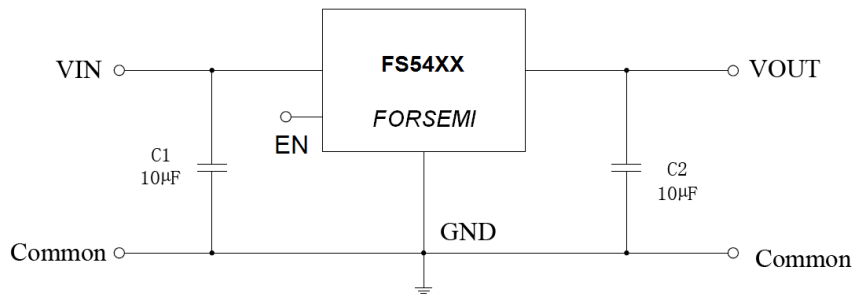 VIN
FS54XX
VOUT
FORSEMI
EN
C1
10μF
C2
10μF
GND
Common
Common